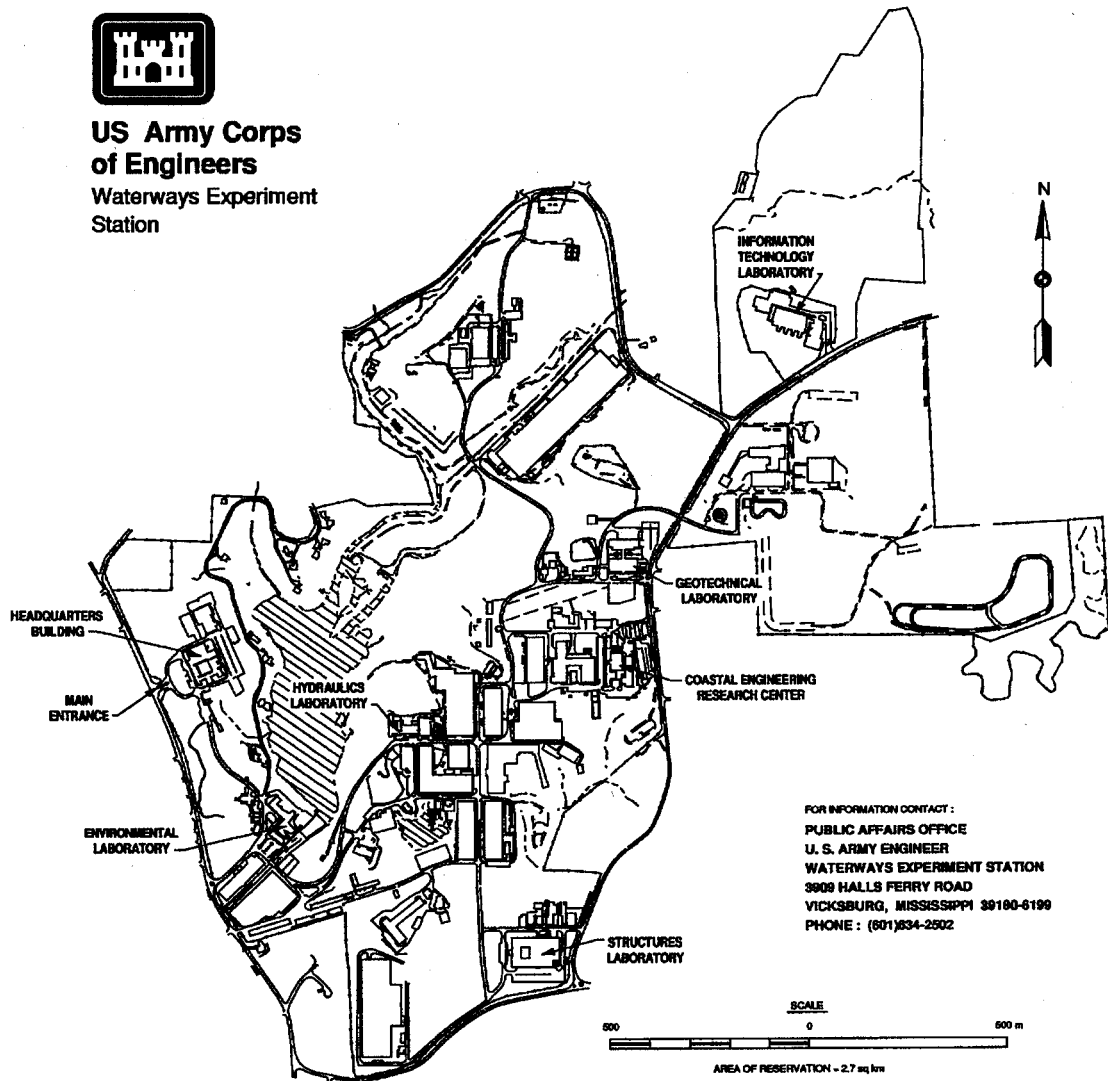 US Army Corps
of Engineers
Waterways Experiment
Station
N
INFORMATION
TECHNOLOGY
LABORATORY
GEOTECHNICAL
LABORATORY
HEADQUARTERS
BUILDING
MAIN
ENTRANCE
HYDRAULICS
LABORATORY
COASTAL ENGINEERING
RESEARCH CENTER
ENVIRONMENTAL
LABORATORY
STRUCTURES
LABORATORY
FOR INFORMATION CONTACT :
PUBLIC AFFAIRS OFFICE
U. S. ARMY ENGINEER
WATERWAYS EXPERIMENT STATION
3909 HALLS FERRY ROAD
VICKSBURG, MISSISSIPPI 39180-6199
PHONE : (601)634-2502
SCALE
500 0 500 m
AREA OF RESERVATION - 2.7 sq km